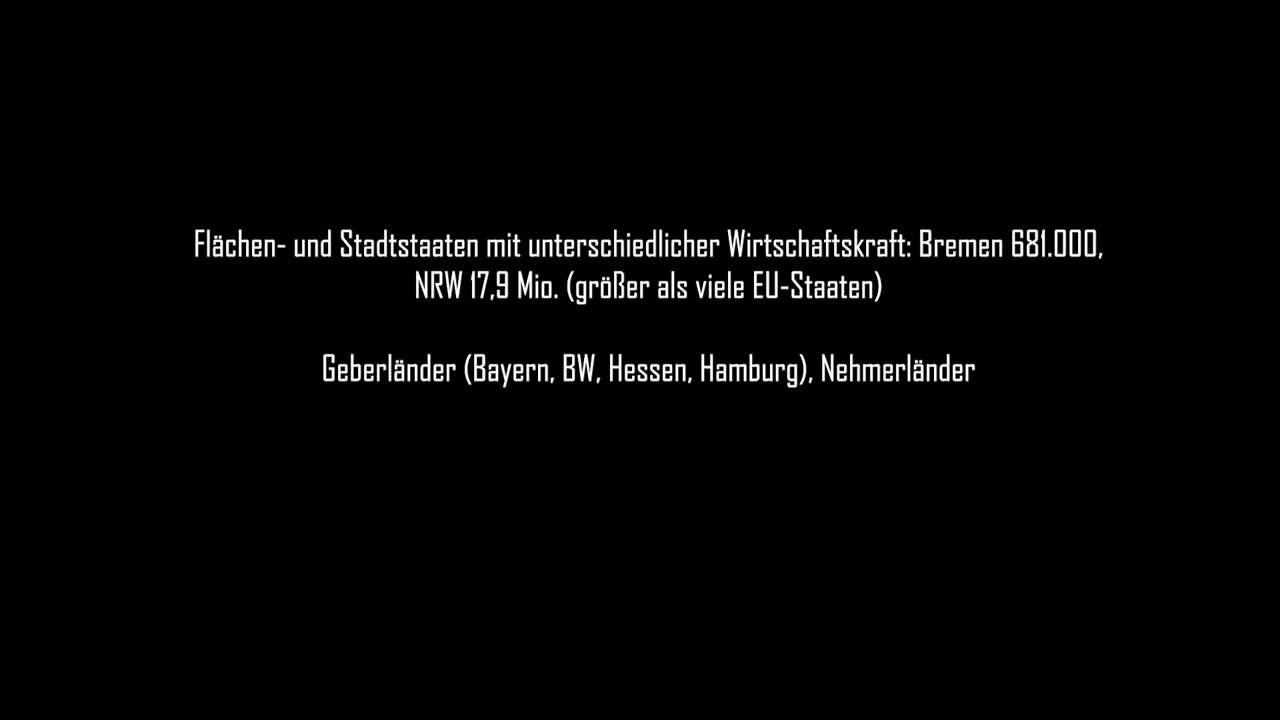 Flächen- und Stadtstaaten mit unterschiedlicher Wirtschaftskraft: Bremen 681.000,
NRW 17,9 Mio. (größer als viele EU-Staaten)
Geberländer (Bayern, BW, Hessen, Hamburg), Nehmerländer